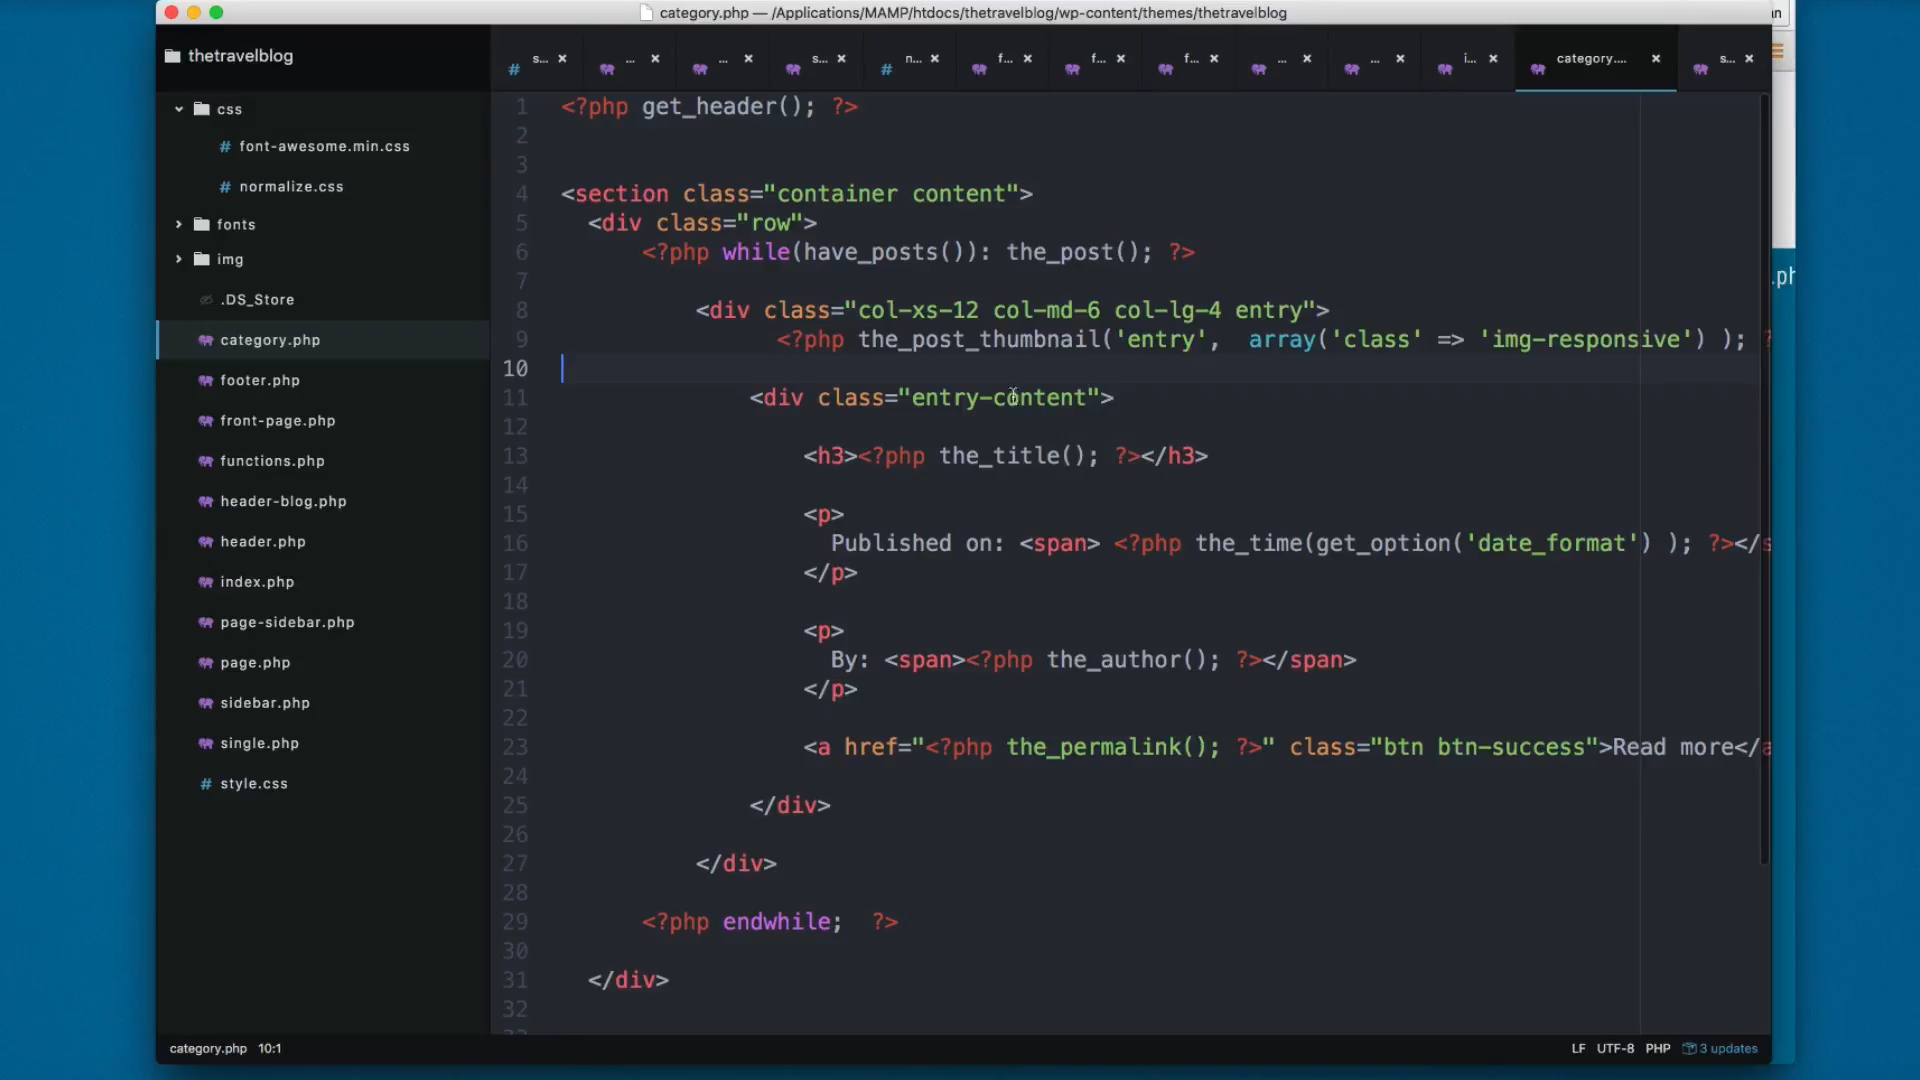 category.php — /Applications/MAMP/htdocs/thetravelblog/wp-content/themes/thetravelblog
thetravelblog
s... ... ... s... n... f... f... f... ... ... i... category.... s...
css
font-awesome.min.css
normalize.css
fonts
img
.DS_Store
category.php
footer.php
front-page.php
functions.php
header-blog.php
header.php
index.php
page-sidebar.php
page.php
sidebar.php
single.php
style.css
1 <?php get_header(); ?>
2
3
4 <section class="container content">
5 <div class="row">
6 <?php while(have_posts()): the_post(); ?>
7
8 <div class="col-xs-12 col-md-6 col-lg-4 entry">
9 <?php the_post_thumbnail('entry', array('class' => 'img-responsive') ); ?
10
11 <div class="entry-content">
12
13 <h3><?php the_title(); ?></h3>
14
15 <p>
16 Published on: <span> <?php the_time(get_option('date_format') ); ?></s
17 </p>
18
19 <p>
20 By: <span><?php the_author(); ?></span>
21 </p>
22
23 <a href="<?php the_permalink(); ?>" class="btn btn-success">Read more</a
24
25 </div>
26
27 </div>
28
29 <?php endwhile; ?>
30
31 </div>
32
category.php 10:1
LF UTF-8 PHP 3 updates